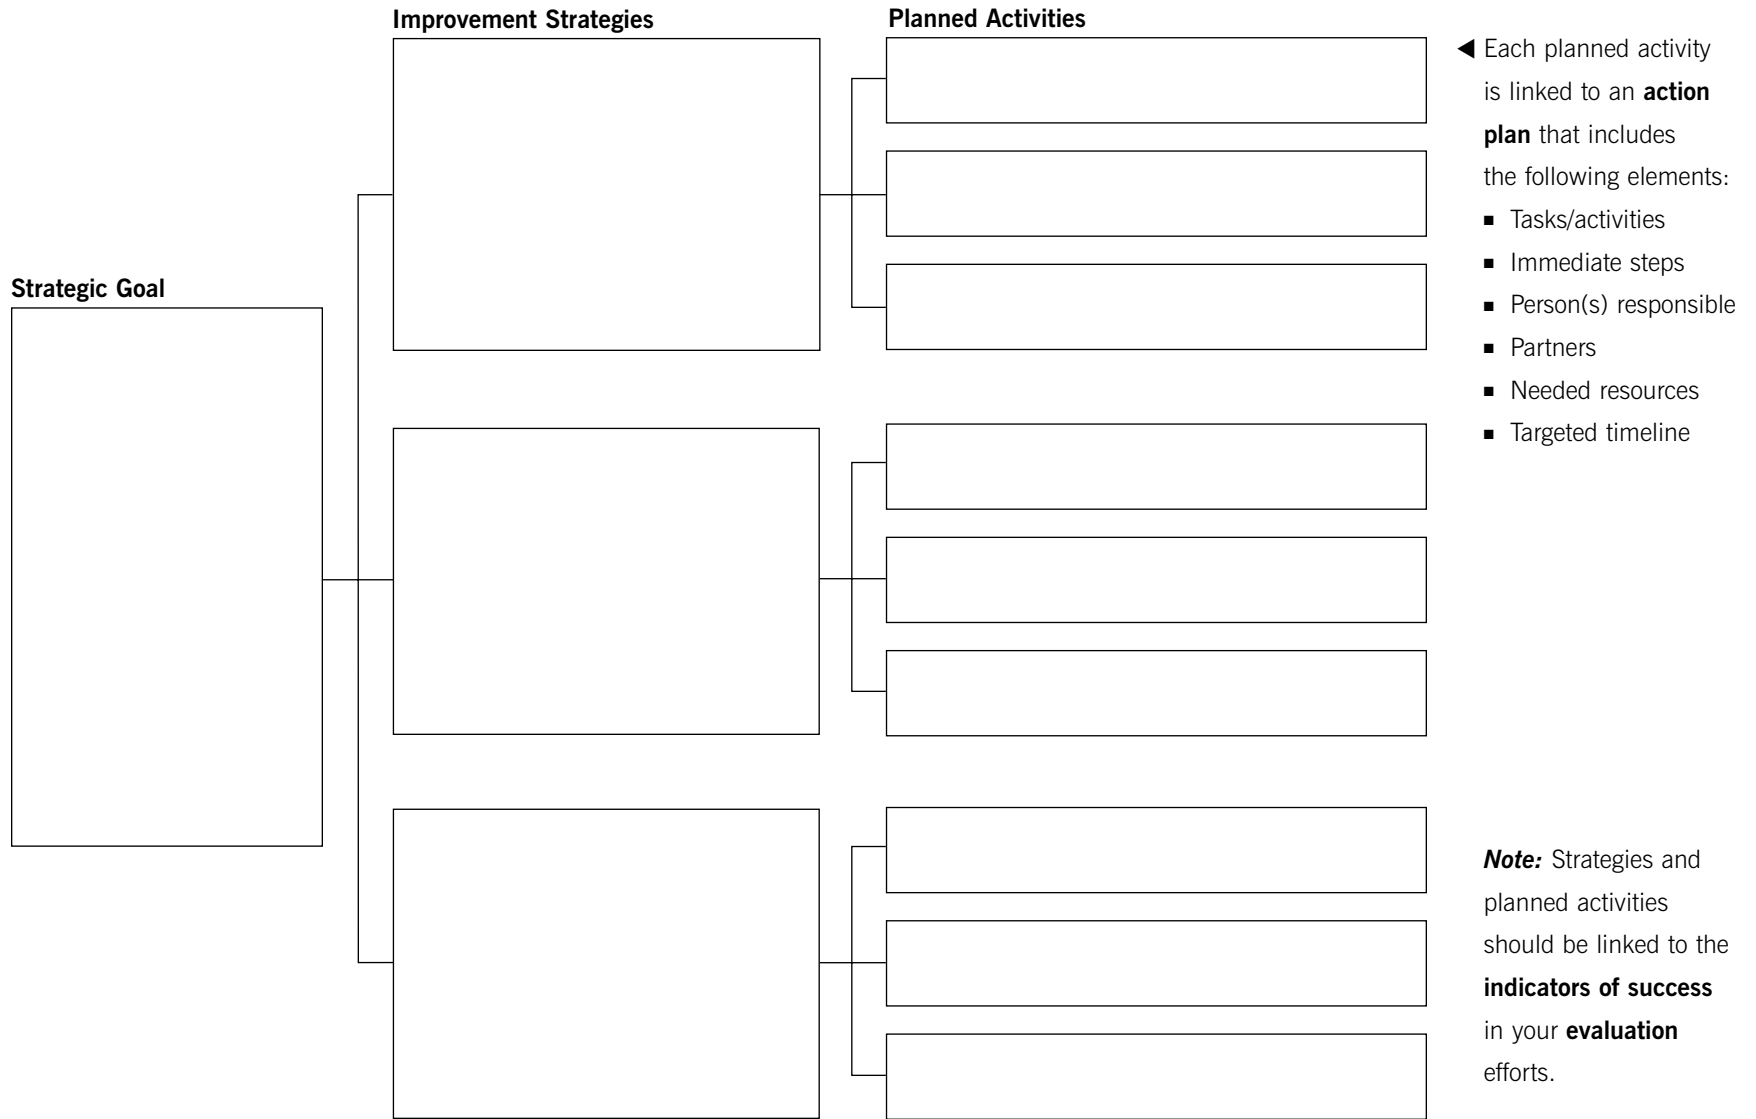 Improvement Strategies
Planned Activities
Strategic Goal
◀ Each planned activity
is linked to an action
plan that includes
the following elements:
▪ Tasks/activities
▪ Immediate steps
▪ Person(s) responsible
▪ Partners
▪ Needed resources
▪ Targeted timeline
Note: Strategies and
planned activities
should be linked to the
indicators of success
in your evaluation
efforts.